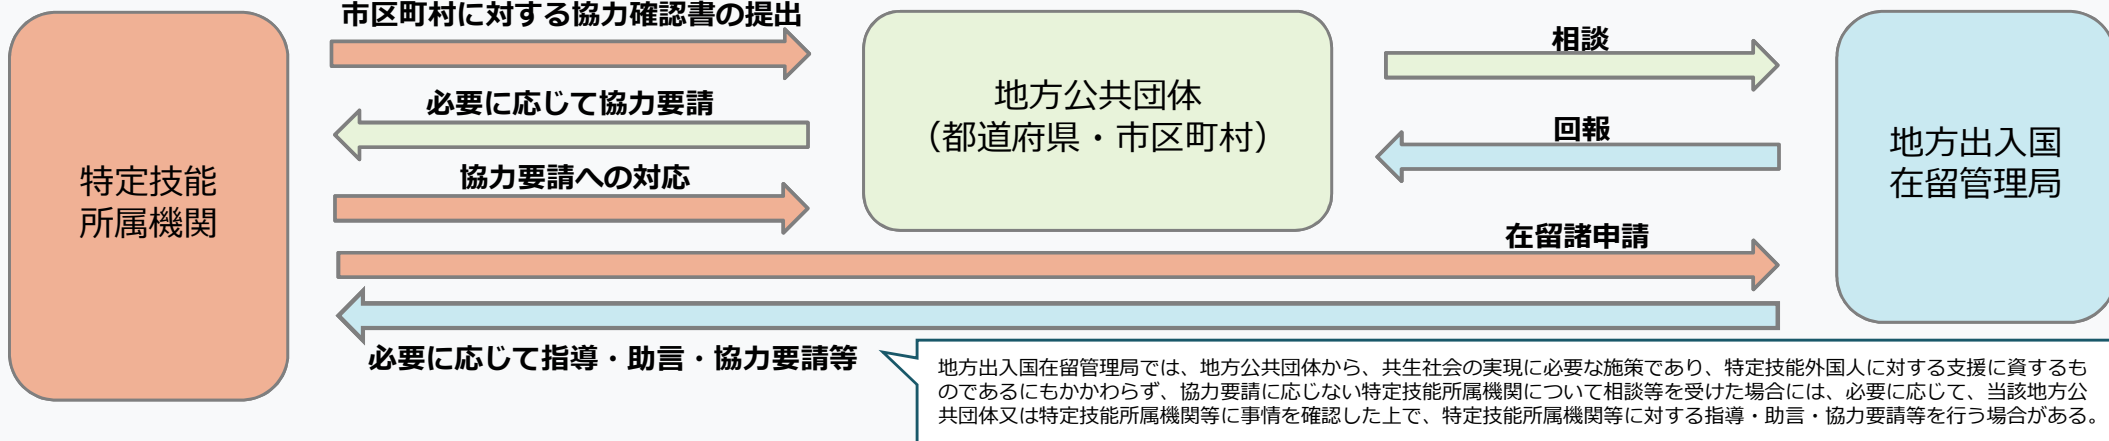 市区町村に対する協力確認書の提出
必要に応じて協力要請
協力要請への対応
特定技能
所属機関
地方公共団体
（都道府県・市区町村）
相談
回報
地方出入国
在留管理局
在留諸申請
必要に応じて指導・助言・協力要請等
地方出入国在留管理局では、地方公共団体から、共生社会の実現に必要な施策であり、特定技能外国人に対する支援に資するも
のであるにもかかわらず、協力要請に応じない特定技能所属機関について相談等を受けた場合には、必要に応じて、当該地方公
共団体又は特定技能所属機関等に事情を確認した上で、特定技能所属機関等に対する指導・助言・協力要請等を行う場合がある。